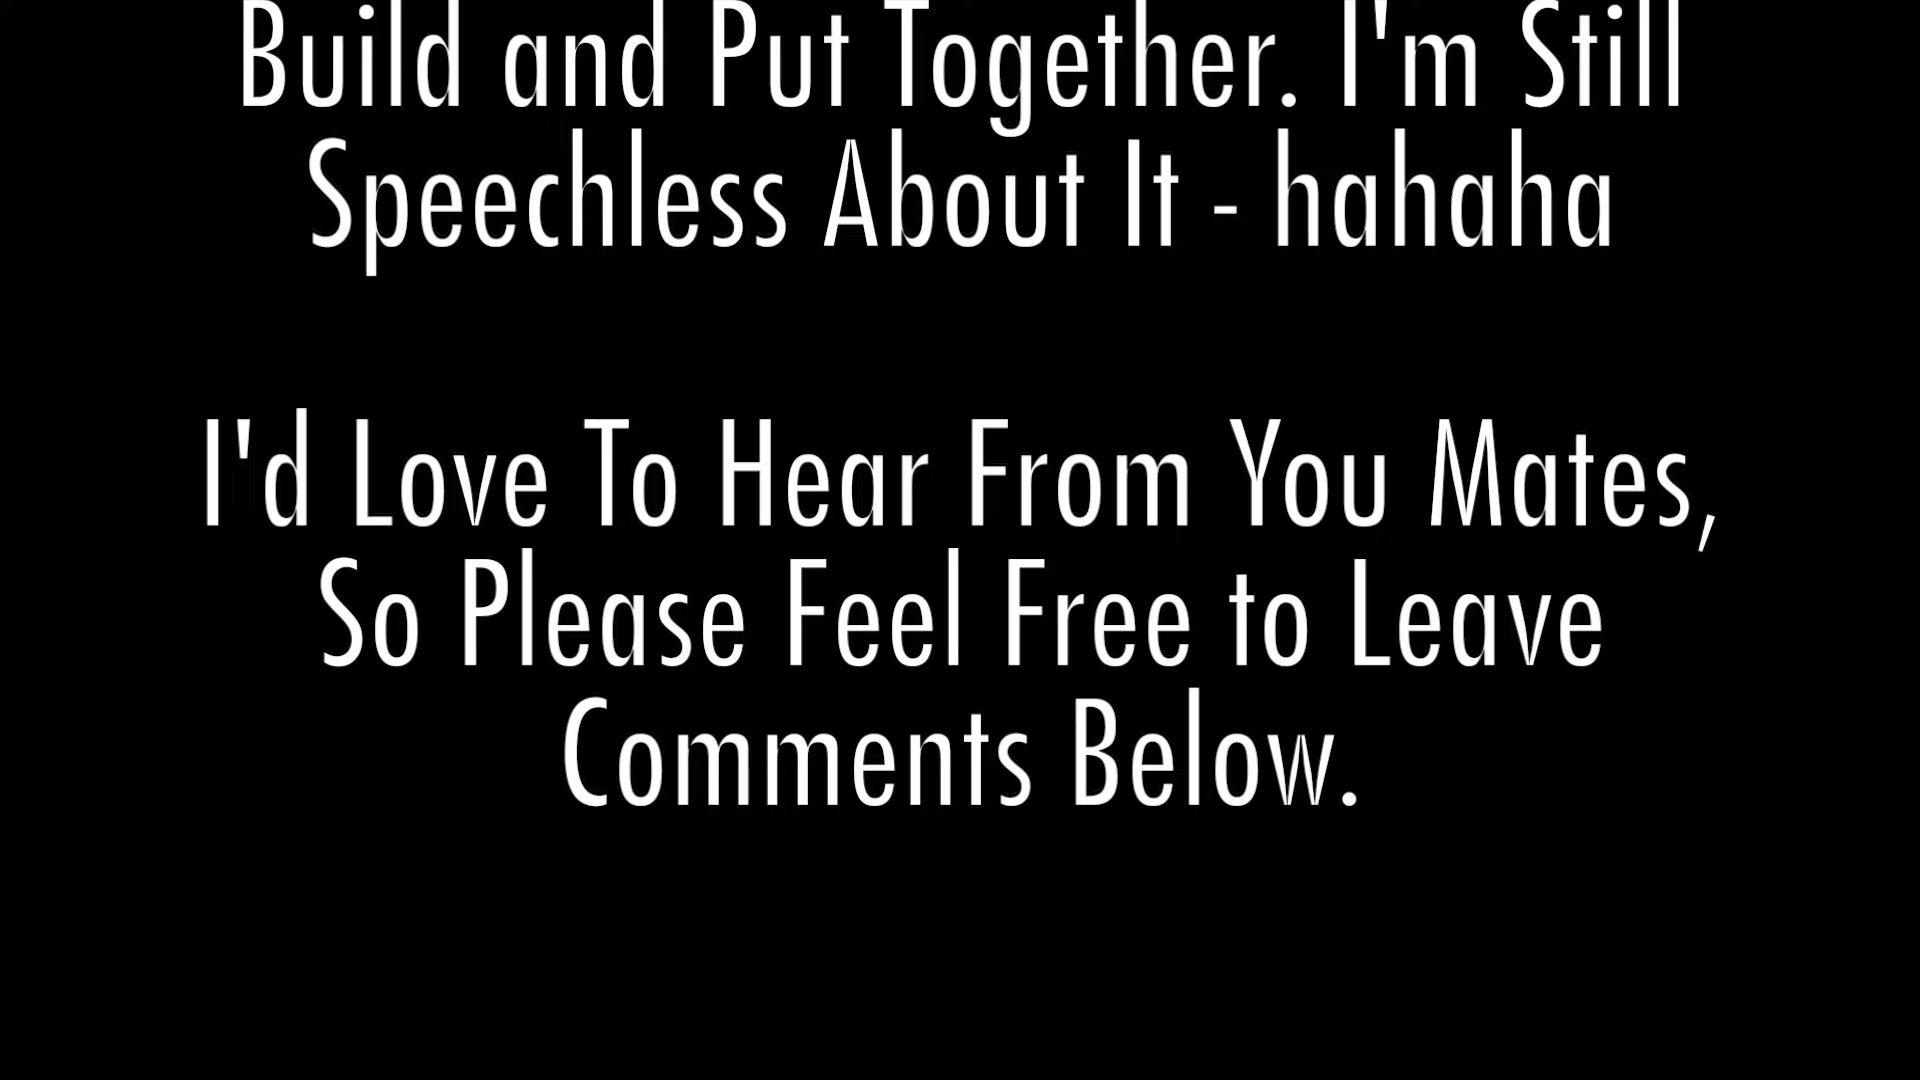 Build and Put Together. I'm Still
Speechless About It - hahaha
I'd Love To Hear From You Mates,
So Please Feel Free to Leave
Comments Below.